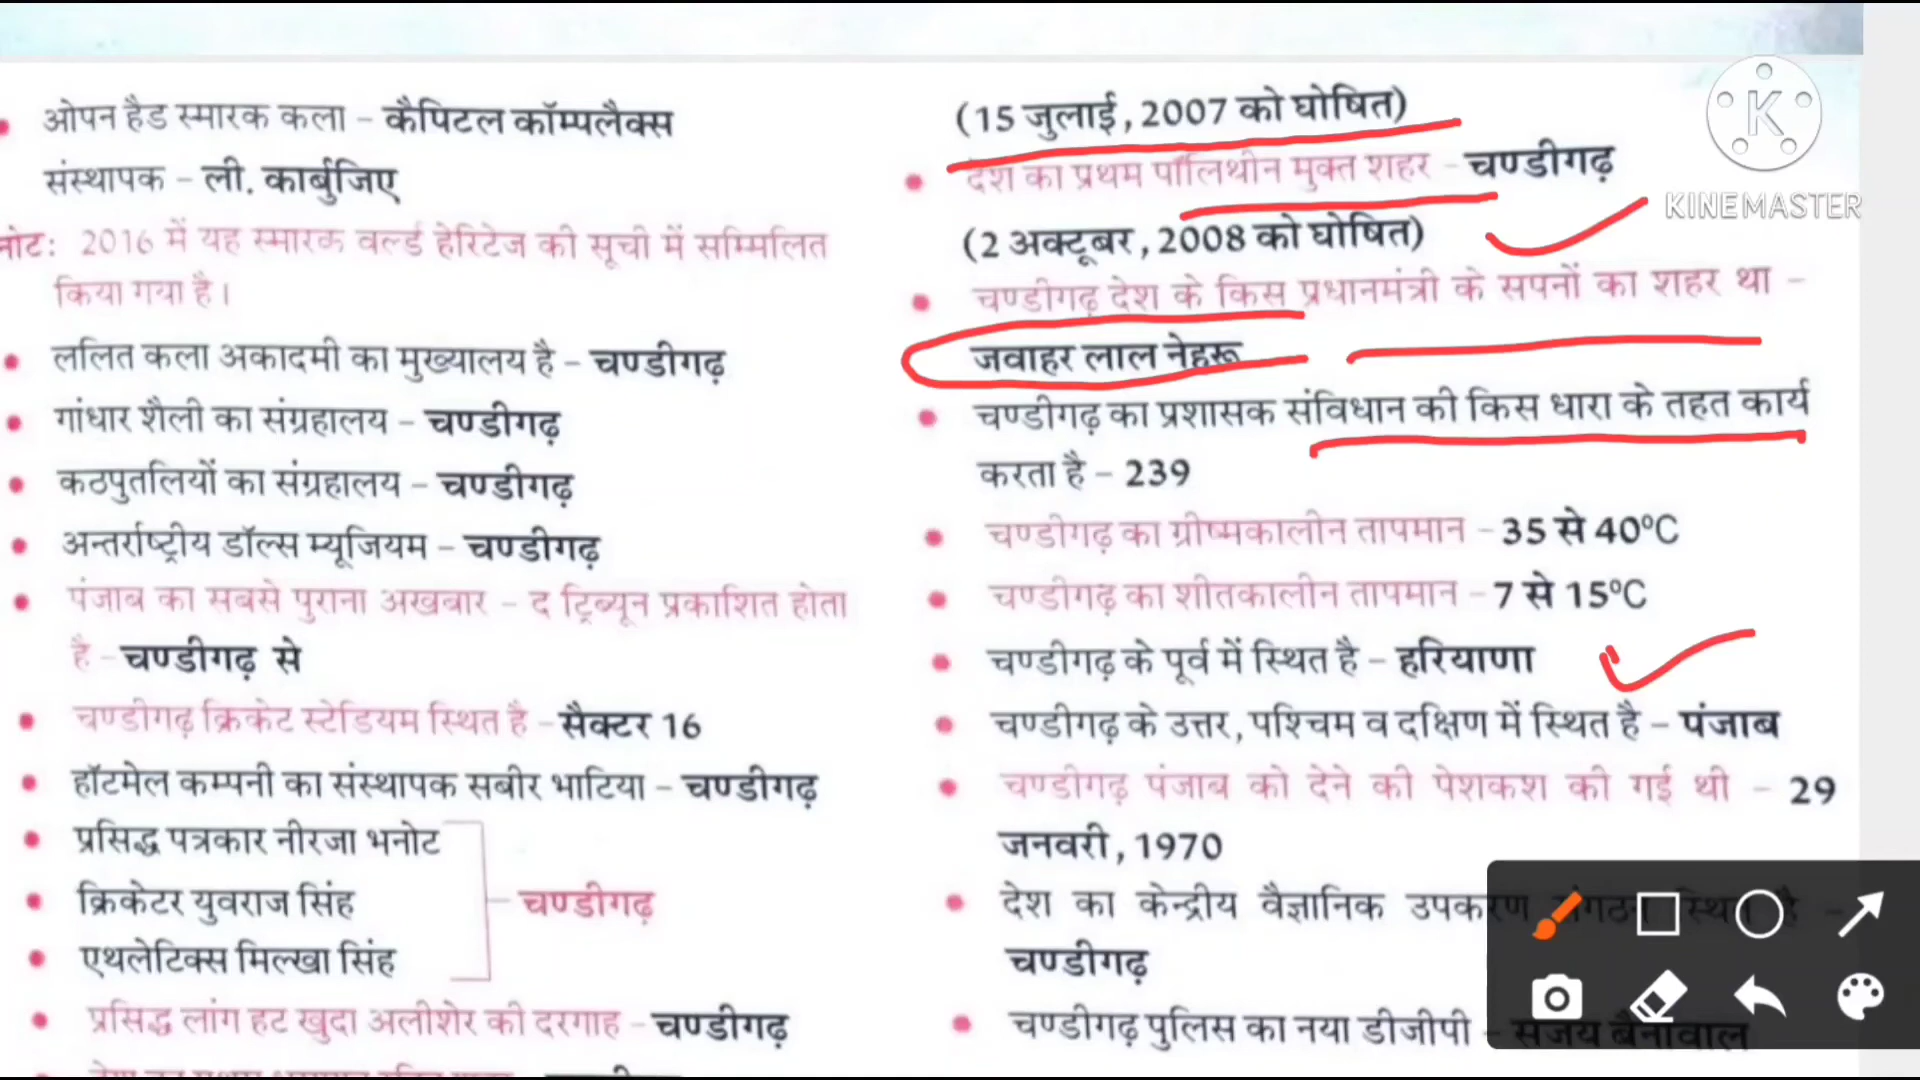 ओपन हैड स्मारक कला – कैपिटल कॉम्पलैक्स
संस्थापक – ली. कार्बुजिए
नोट: 2016 में यह स्मारक वर्ल्ड हेरिटेज की सूची में सम्मिलित
किया गया है।
ललित कला अकादमी का मुख्यालय है – चण्डीगढ़
गांधार शैली का संग्रहालय – चण्डीगढ़
कठपुतलियों का संग्रहालय – चण्डीगढ़
अन्तर्राष्ट्रीय डॉल्स म्यूजियम – चण्डीगढ़
पंजाब का सबसे पुराना अखबार – द ट्रिब्यून प्रकाशित होता
है – चण्डीगढ़ से
चण्डीगढ़ क्रिकेट स्टेडियम स्थित है – सैक्टर 16
हॉटमेल कम्पनी का संस्थापक सबीर भाटिया – चण्डीगढ़
प्रसिद्ध पत्रकार नीरजा भनोट
क्रिकेटर युवराज सिंह
– चण्डीगढ़
एथलेटिक्स मिल्खा सिंह
प्रसिद्ध लांग हट खुदा अलीशेर की दरगाह – चण्डीगढ़
(15 जुलाई, 2007 को घोषित)
देश का प्रथम पॉलिथीन मुक्त शहर – चण्डीगढ़
(2 अक्टूबर, 2008 को घोषित)
चण्डीगढ़ देश के किस प्रधानमंत्री के सपनों का शहर था –
जवाहर लाल नेहरू
चण्डीगढ़ का प्रशासक संविधान की किस धारा के तहत कार्य
करता है – 239
चण्डीगढ़ का ग्रीष्मकालीन तापमान – 35 से 40°C
चण्डीगढ़ का शीतकालीन तापमान – 7 से 15°C
चण्डीगढ़ के पूर्व में स्थित है – हरियाणा
चण्डीगढ़ के उत्तर, पश्चिम व दक्षिण में स्थित है – पंजाब
चण्डीगढ़ पंजाब को देने की पेशकश की गई थी – 29
जनवरी, 1970
देश का केन्द्रीय वैज्ञानिक उपकरण संगठन स्थित है –
चण्डीगढ़
चण्डीगढ़ पुलिस का नया डीजीपी – संजय बैनीवाल
K
KINEMASTER